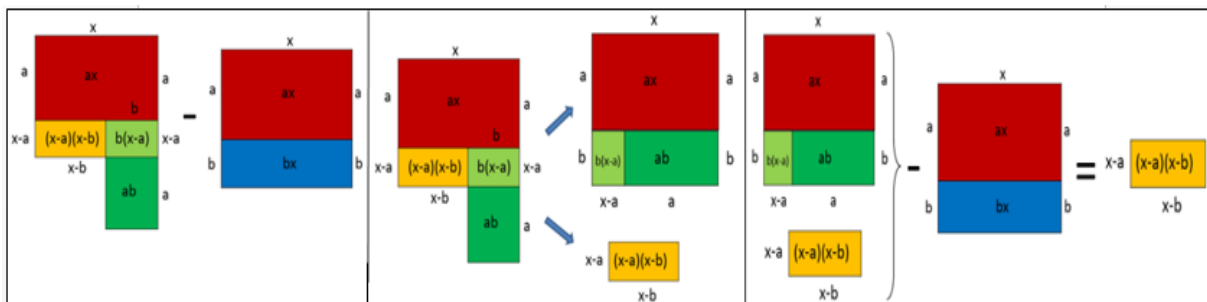 x
a ax a
b
x-a (x-a)(x-b) b(x-a) x-a
x-b
ab a
-
x
a ax a
b bx b
x
a ax a
b
x-a (x-a)(x-b) b(x-a) x-a
x-b
ab a
x
a ax a
b b(x-a) ab b
x-a a
x-a (x-a)(x-b)
x-b
x
a ax a
b b(x-a) ab b
x-a a
x-a (x-a)(x-b)
x-b
-
x
a ax a
b bx b
=
x-a (x-a)(x-b)
x-b